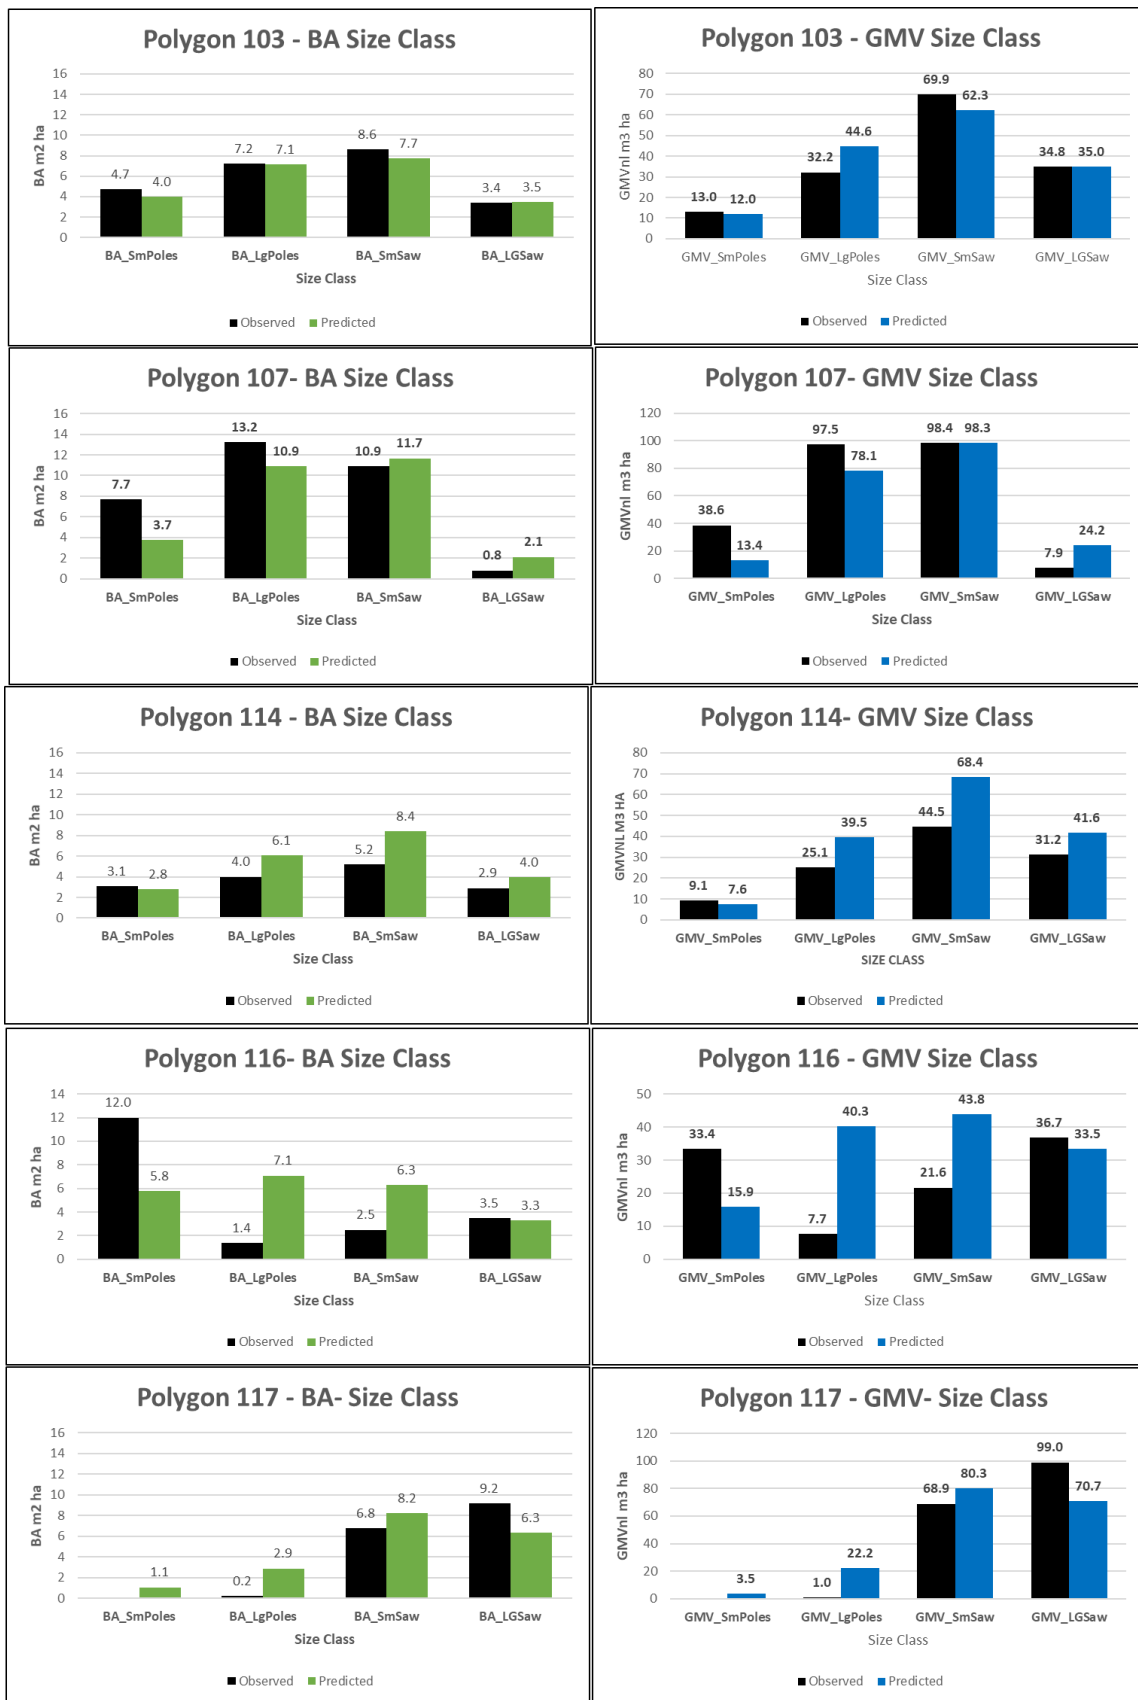 Polygon 103 - BA Size Class
BA m2 ha
16
14
12
10
8
6
4
2
0
4.7 4.0 7.2 7.1 8.6 7.7 3.4 3.5
BA_SmPoles BA_LgPoles BA_SmSaw BA_LGSaw
Size Class
Observed Predicted
Polygon 103 - GMV Size Class
GMVnl m3 ha
80
70
60
50
40
30
20
10
0
13.0 12.0 32.2 44.6 69.9 62.3 34.8 35.0
GMV_SmPoles GMV_LgPoles GMV_SmSaw GMV_LGSaw
Size Class
Observed Predicted
Polygon 107- BA Size Class
BA m2 ha
16
14
12
10
8
6
4
2
0
7.7 3.7 13.2 10.9 10.9 11.7 0.8 2.1
BA_SmPoles BA_LgPoles BA_SmSaw BA_LGSaw
Size Class
Observed Predicted
Polygon 107- GMV Size Class
GMVnl m3 ha
120
100
80
60
40
20
0
38.6 13.4 97.5 78.1 98.4 98.3 7.9 24.2
GMV_SmPoles GMV_LgPoles GMV_SmSaw GMV_LGSaw
Size Class
Observed Predicted
Polygon 114 - BA Size Class
BA m2 ha
16
14
12
10
8
6
4
2
0
3.1 2.8 4.0 6.1 5.2 8.4 2.9 4.0
BA_SmPoles BA_LgPoles BA_SmSaw BA_LGSaw
Size Class
Observed Predicted
Polygon 114- GMV Size Class
GMVNL M3 HA
80
70
60
50
40
30
20
10
0
9.1 7.6 25.1 39.5 44.5 68.4 31.2 41.6
GMV_SmPoles GMV_LgPoles GMV_SmSaw GMV_LGSaw
SIZE CLASS
Observed Predicted
Polygon 116- BA Size Class
BA m2 ha
14
12
10
8
6
4
2
0
12.0 5.8 1.4 7.1 2.5 6.3 3.5 3.3
BA_SmPoles BA_LgPoles BA_SmSaw BA_LGSaw
Size Class
Observed Predicted
Polygon 116 - GMV Size Class
GMVnl m3 ha
50
40
30
20
10
0
33.4 15.9 7.7 40.3 21.6 43.8 36.7 33.5
GMV_SmPoles GMV_LgPoles GMV_SmSaw GMV_LGSaw
Size Class
Observed Predicted
Polygon 117 - BA- Size Class
BA m2 ha
16
14
12
10
8
6
4
2
0
1.1 0.2 2.9 6.8 8.2 9.2 6.3
BA_SmPoles BA_LgPoles BA_SmSaw BA_LGSaw
Size Class
Observed Predicted
Polygon 117 - GMV- Size Class
GMVnl m3 ha
120
100
80
60
40
20
0
3.5 1.0 22.2 68.9 80.3 99.0 70.7
GMV_SmPoles GMV_LgPoles GMV_SmSaw GMV_LGSaw
Size Class
Observed Predicted